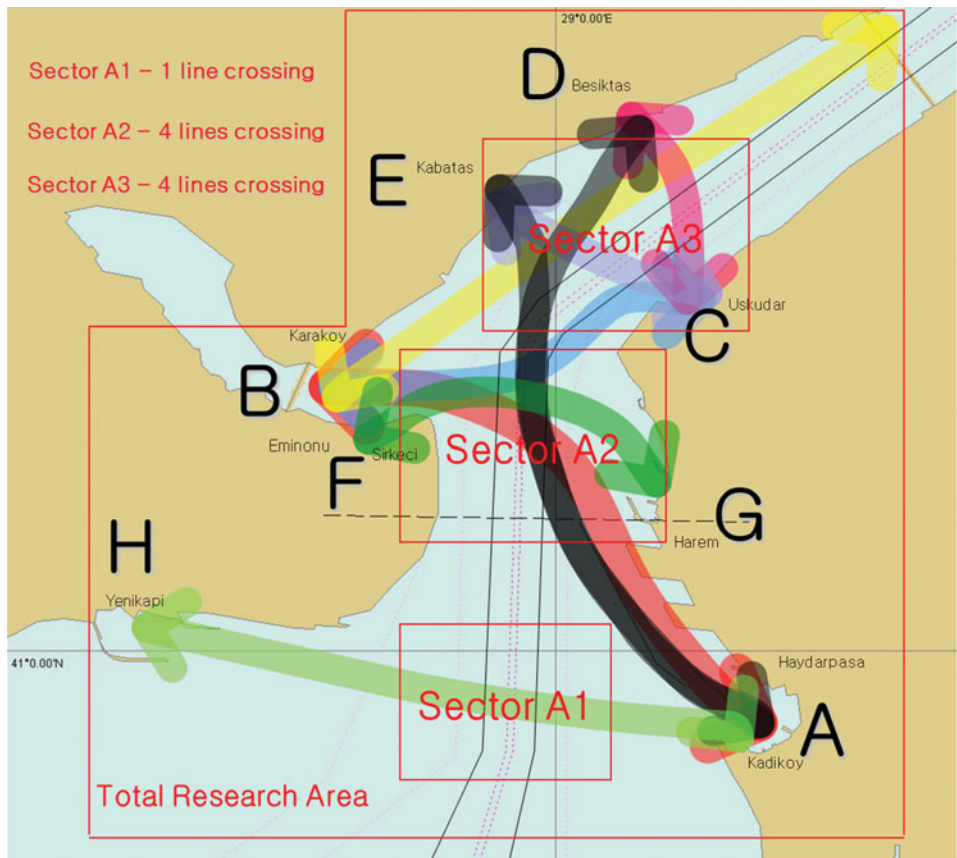 29°0.00'E
Sector A1 - 1 line crossing
D
Besiktas
Sector A2 - 4 lines crossing
E
Kabatas
Sector A3 - 4 lines crossing
Sector A3
Uskudar
C
Karakoy
B
Eminonu
Sirkeci
Sector A2
F
G
Harem
H
Yenikapi
41°0.00'N
Haydarpasa
Sector A1
A
Kadikoy
Total Research Area